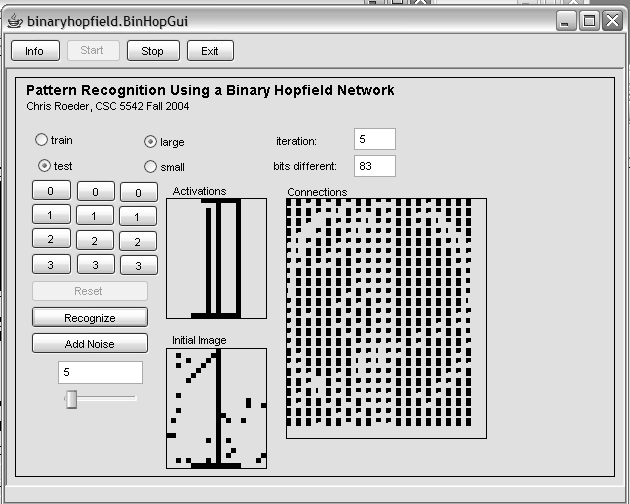 binaryhopfield.BinHopGui
Info Start Stop Exit
Pattern Recognition Using a Binary Hopfield Network
Chris Roeder, CSC 5542 Fall 2004
train large iteration: 5
test small bits different: 83
0 0 0 Activations Connections
1 1 1
2 2 2
3 3 3
Reset
Recognize
Add Noise Initial Image
5